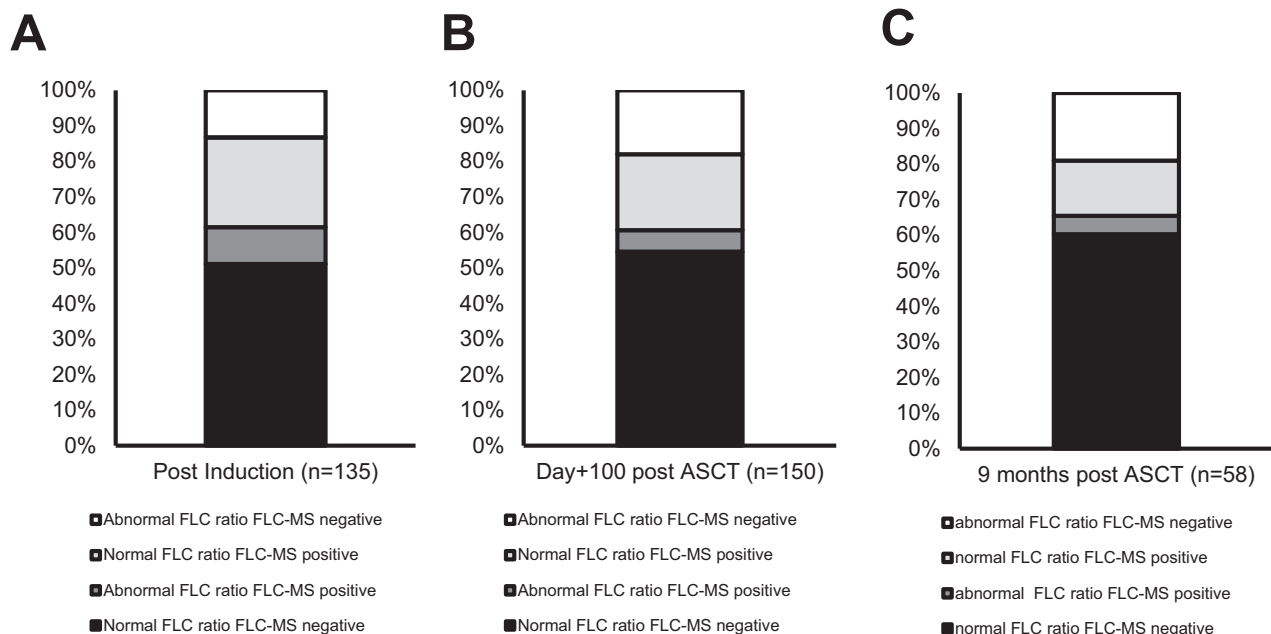 A
100%
90%
80%
70%
60%
50%
40%
30%
20%
10%
0%
Post Induction (n=135)
Abnormal FLC ratio FLC-MS negative
Normal FLC ratio FLC-MS positive
Abnormal FLC ratio FLC-MS positive
Normal FLC ratio FLC-MS negative
B
100%
90%
80%
70%
60%
50%
40%
30%
20%
10%
0%
Day+100 post ASCT (n=150)
Abnormal FLC ratio FLC-MS negative
Normal FLC ratio FLC-MS positive
Abnormal FLC ratio FLC-MS positive
Normal FLC ratio FLC-MS negative
C
100%
90%
80%
70%
60%
50%
40%
30%
20%
10%
0%
9 months post ASCT (n=58)
abnormal FLC ratio FLC-MS negative
normal FLC ratio FLC-MS positive
abnormal  FLC ratio FLC-MS positive
normal FLC ratio FLC-MS negative